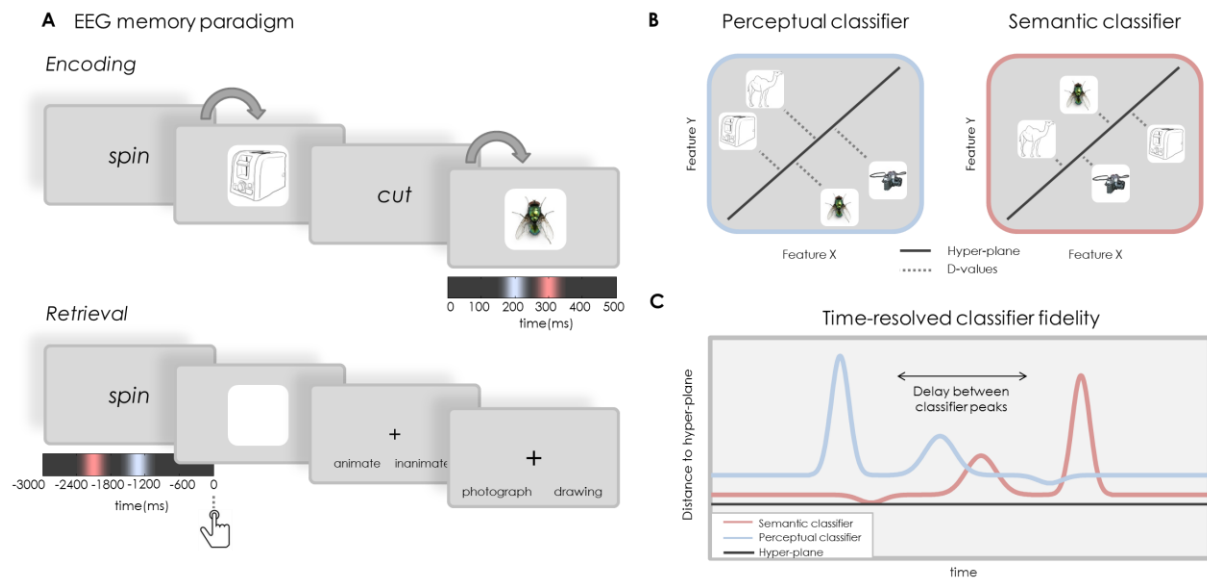 A EEG memory paradigm
Encoding
spin
cut
0 100 200 300 400 500
time(ms)
Retrieval
spin
-3000 -2400 -1800 -1200 -600 0
time(ms)
+
animate inanimate
+
photograph drawing
B Perceptual classifier Semantic classifier
Feature Y
Feature X
Feature Y
Feature X
Hyper-plane
D-values
C
Time-resolved classifier fidelity
Distance to hyper-plane
Delay between
classifier peaks
Semantic classifier
Perceptual classifier
Hyper-plane
time